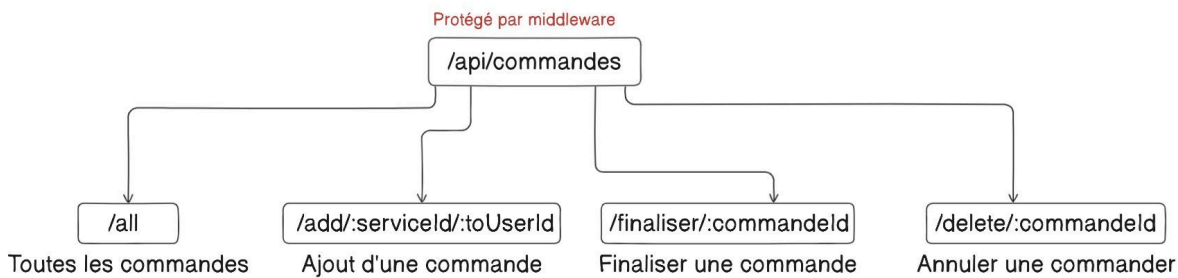 Protégé par middleware
/api/commandes
/all
/add/:serviceId/:toUserId
/finaliser/:commandeId
/delete/:commandeId
Toutes les commandes
Ajout d'une commande
Finaliser une commande
Annuler une commander